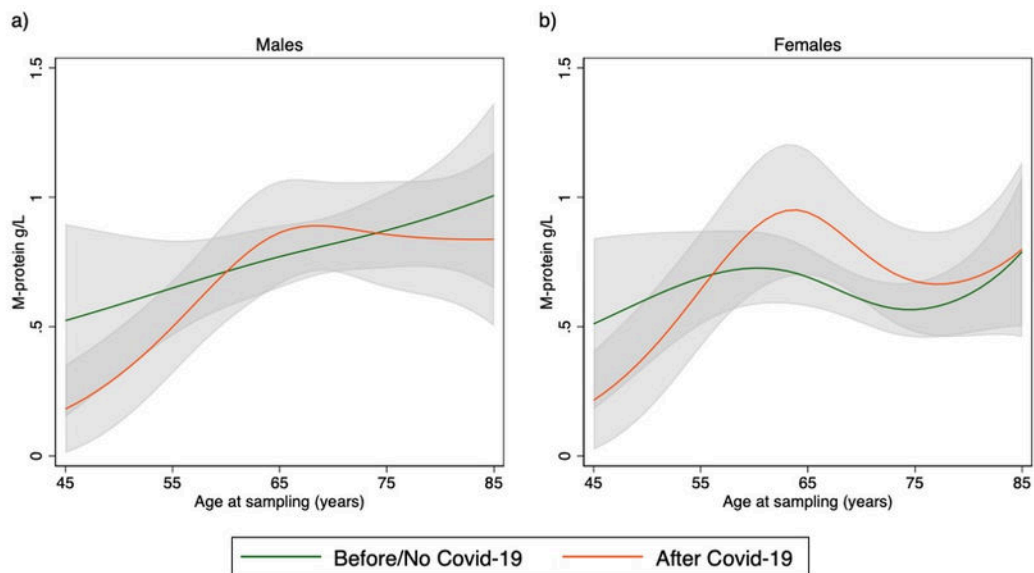 a)
Males
M-protein g/L
1.5
1
.5
0
45
55
65
75
85
Age at sampling (years)
b)
Females
M-protein g/L
1.5
1
.5
0
45
55
65
75
85
Age at sampling (years)
Before/No Covid-19
After Covid-19